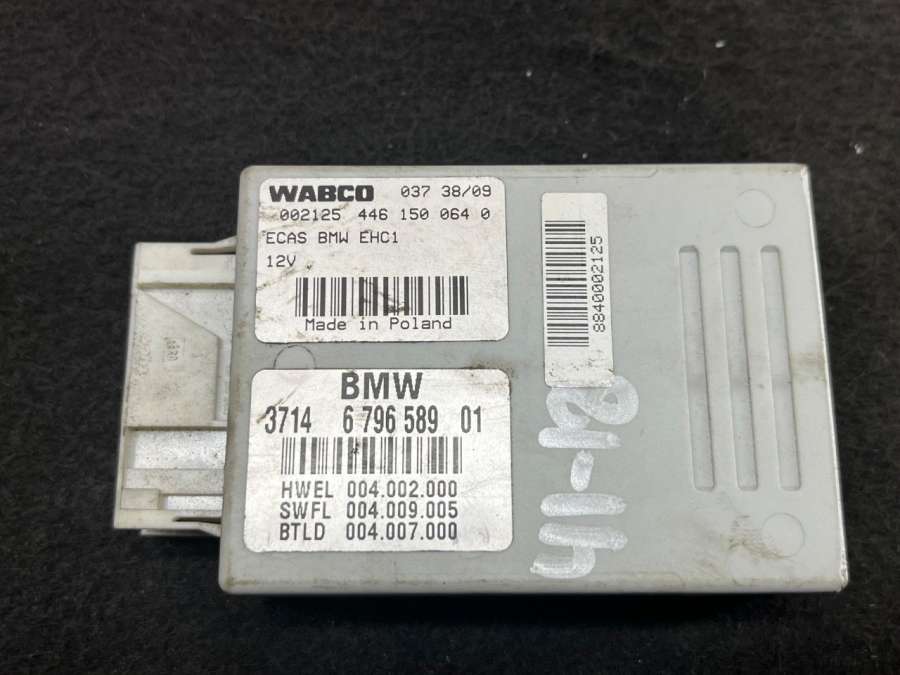 WABCO 037 38/09
002125 446 150 064 0
ECAS BMW EHC1
12V
Made in Poland
8840002125
BMW
3714 6 796 589 01
HWEL 004.002.000
SWFL 004.009.005
BTLD 004.007.000